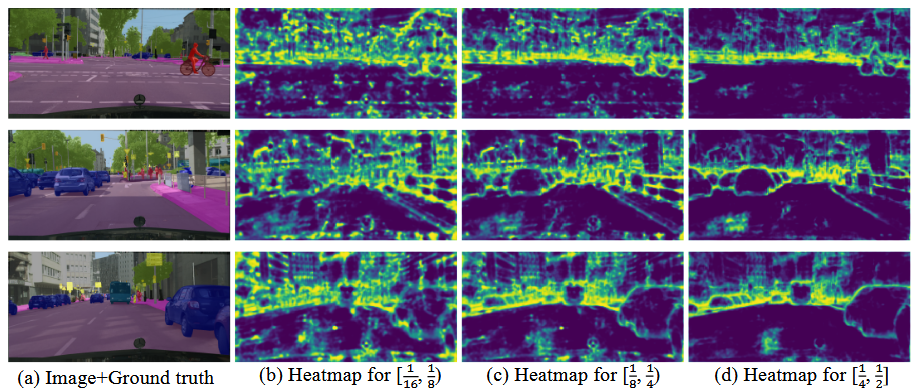 (a) Image+Ground truth (b) Heatmap for [1/16, 1/8) (c) Heatmap for [1/8, 1/4) (d) Heatmap for [1/4, 1/2]